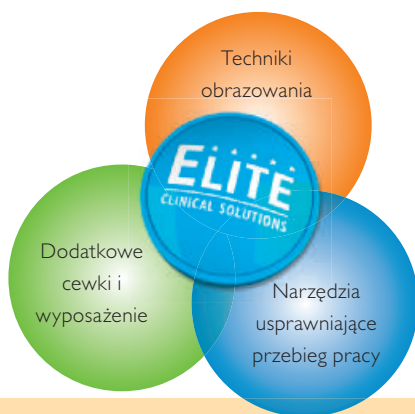 Techniki
obrazowania
ELITE
CLINICAL SOLUTIONS
Dodatkowe
cewki i
wyposażenie
Narzędzia
usprawniające
przebieg pracy